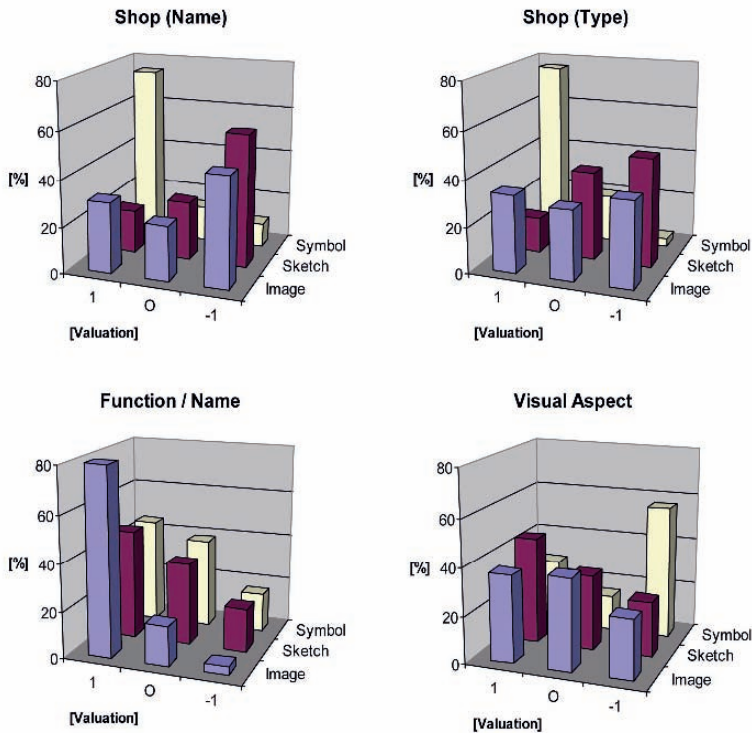 Shop (Name)
80
60
[%]
40
20
0
1
O
-1
Symbol
Sketch
Image
[Valuation]
Shop (Type)
80
60
[%]
40
20
0
1
O
-1
Symbol
Sketch
Image
[Valuation]
Function / Name
80
60
[%]
40
20
0
1
O
-1
Symbol
Sketch
Image
[Valuation]
Visual Aspect
80
60
[%]
40
20
0
1
O
-1
Symbol
Sketch
Image
[Valuation]